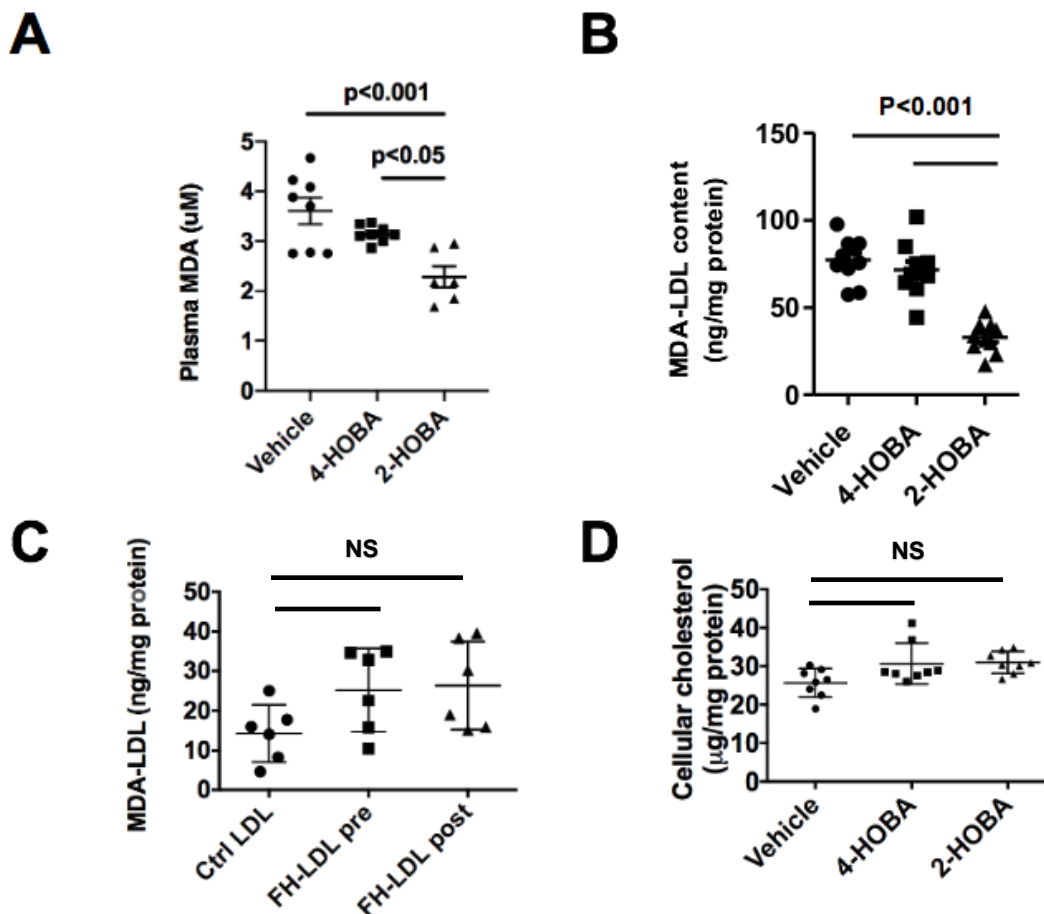 A
p<0.001
p<0.05
Plasma MDA (uM)
5
4
3
2
1
0
Vehicle
4-HOBA
2-HOBA
B
P<0.001
MDA-LDL content
(ng/mg protein)
150
100
50
0
Vehicle
4-HOBA
2-HOBA
C
NS
MDA-LDL (ng/mg protein)
50
40
30
20
10
0
Ctrl LDL
FH-LDL pre
FH-LDL post
D
NS
Cellular cholesterol
(μg/mg protein)
50
40
30
20
10
0
Vehicle
4-HOBA
2-HOBA